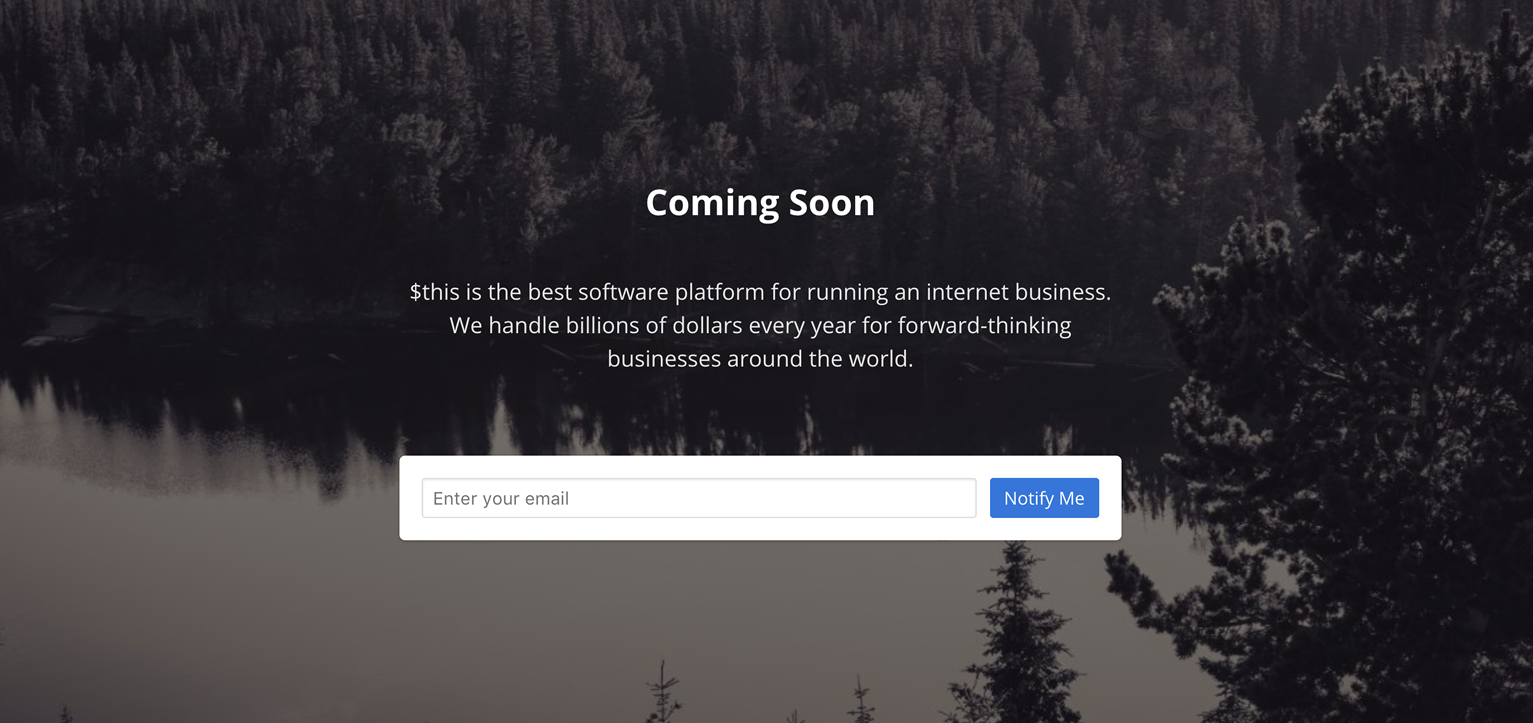 Coming Soon
$this is the best software platform for running an internet business.
We handle billions of dollars every year for forward-thinking
businesses around the world.
Enter your email
Notify Me